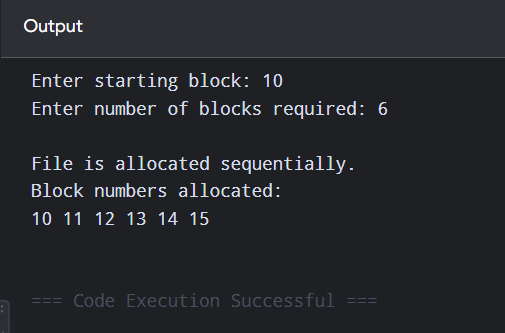 Output
Enter starting block: 10
Enter number of blocks required: 6
File is allocated sequentially.
Block numbers allocated:
10 11 12 13 14 15
=== Code Execution Successful ===